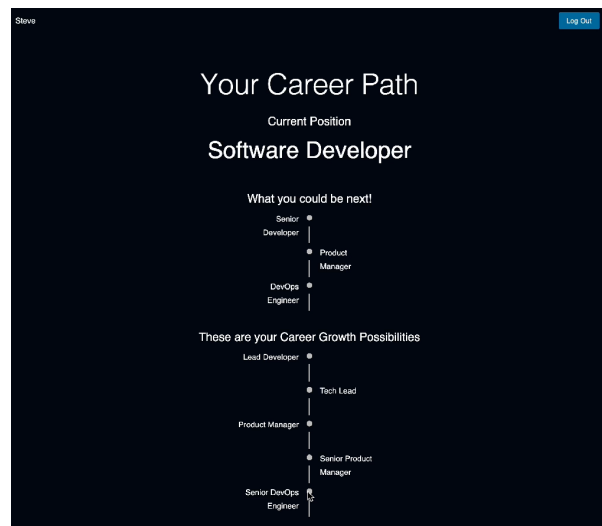 Steve
Log Out
Your Career Path
Current Position
Software Developer
What you could be next!
Senior
Developer
Product
Manager
DevOps
Engineer
These are your Career Growth Possibilities
Lead Developer
Tech Lead
Product Manager
Senior Product
Manager
Senior DevOps
Engineer